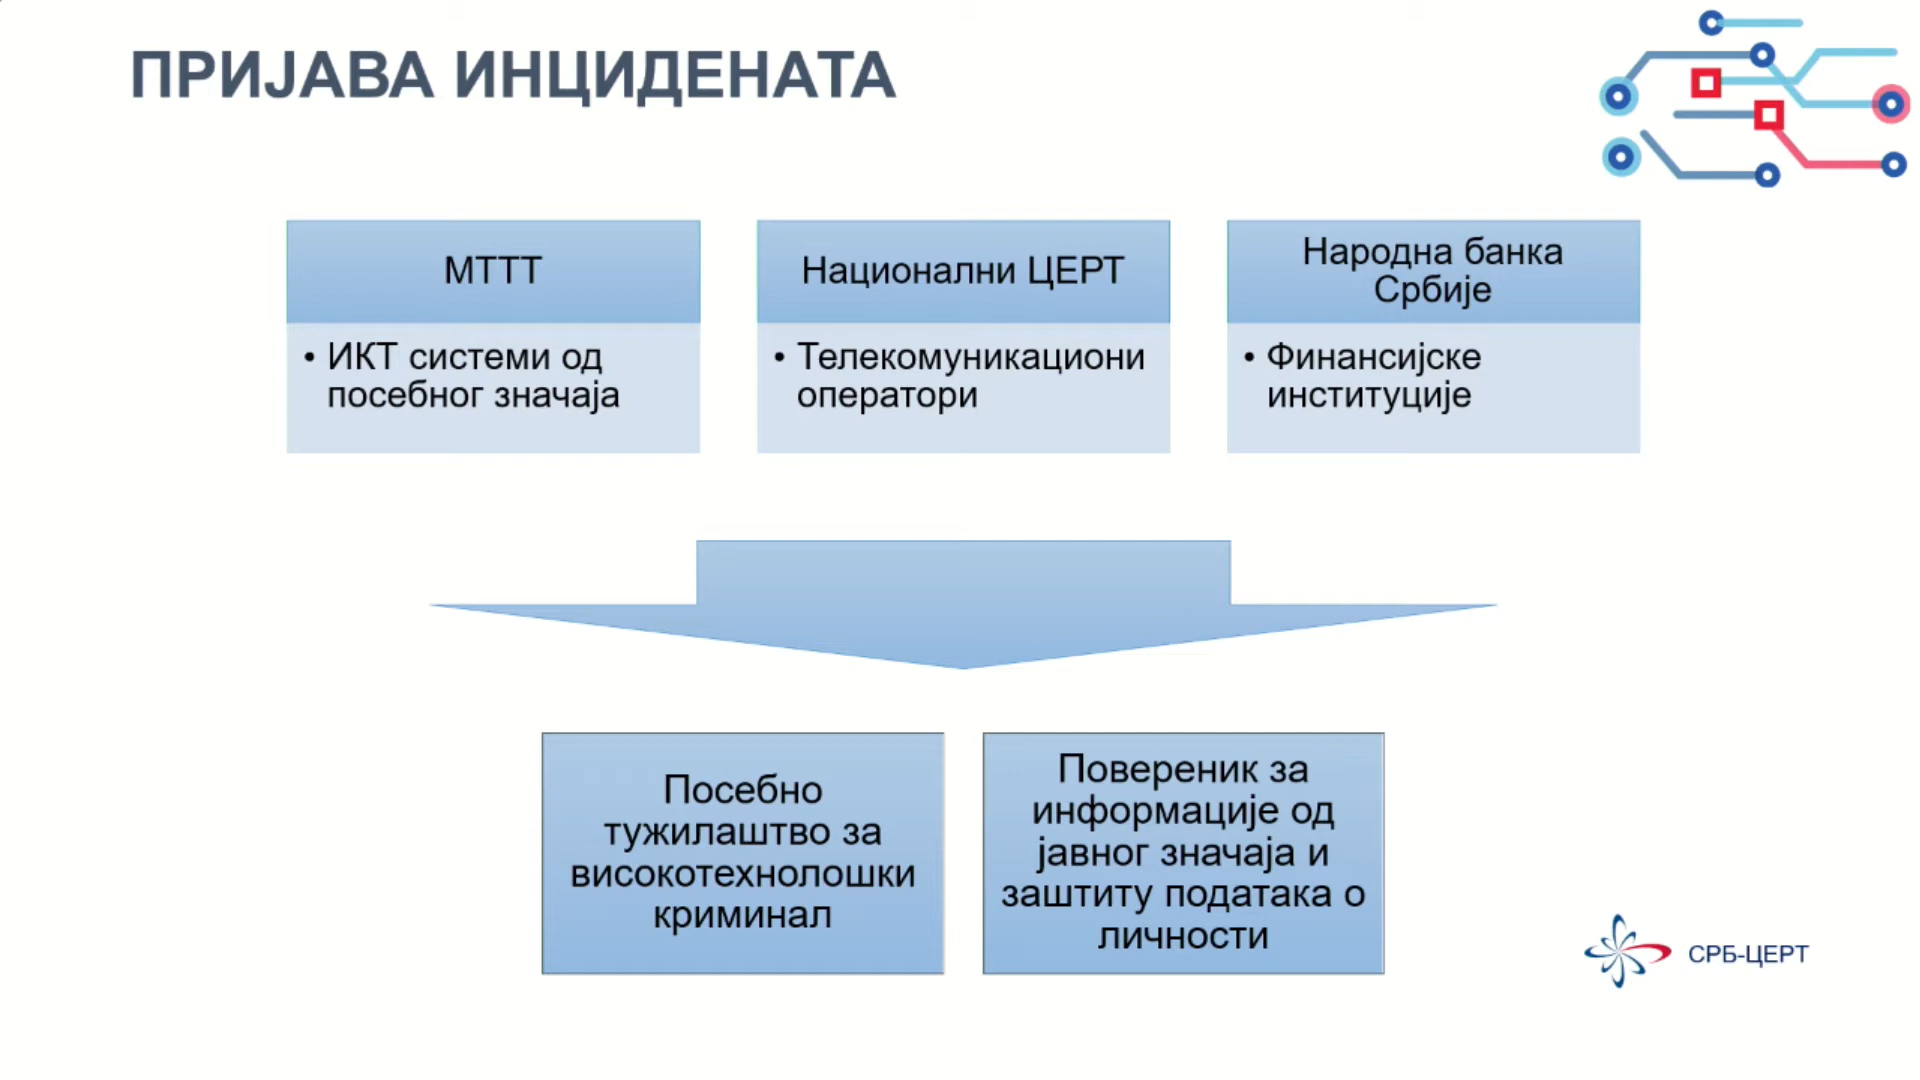 ПРИЈАВА ИНЦИДЕНАТА
МТТТ
• ИКТ системи од
посебног значаја
Национални ЦЕРТ
• Телекомуникациони
оператори
Народна банка
Србије
• Финансијске
институције
Посебно
тужилаштво за
високотехнолошки
криминал
Повереник за
информације од
јавног значаја и
заштиту података о
личности
СРБ-ЦЕРТ